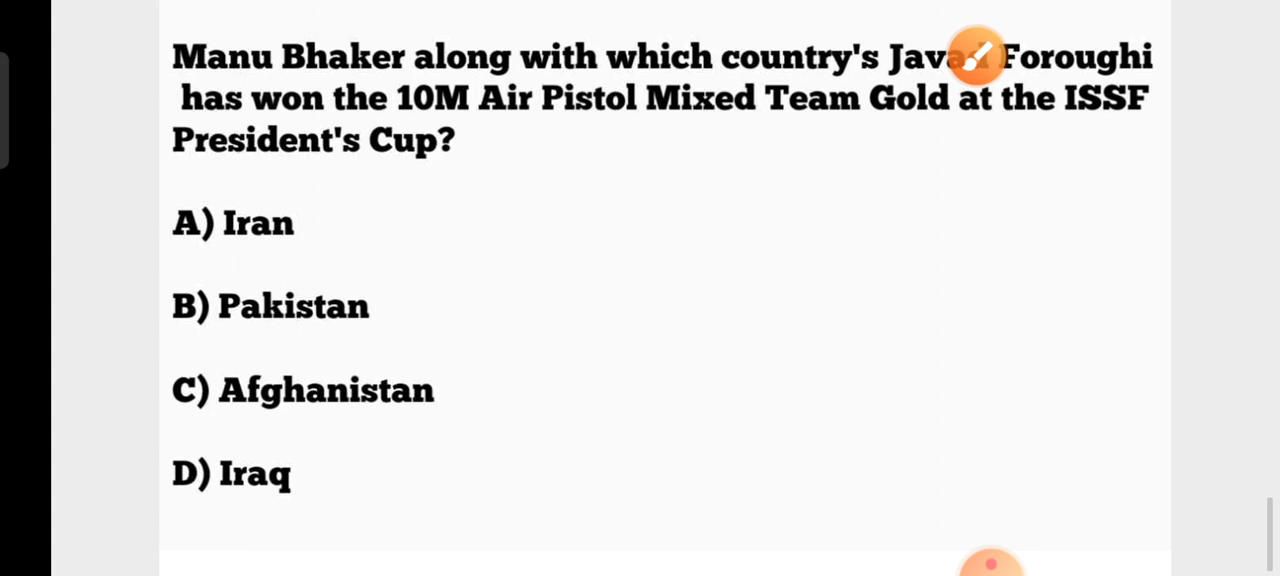 Manu Bhaker along with which country's Javad Foroughi
has won the 10M Air Pistol Mixed Team Gold at the ISSF
President's Cup?
A) Iran
B) Pakistan
C) Afghanistan
D) Iraq